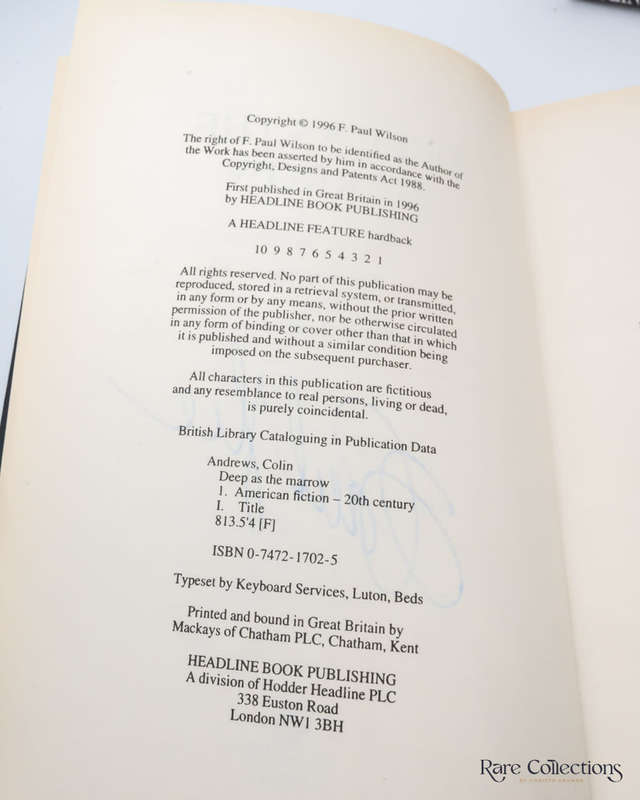 Copyright © 1996 F. Paul Wilson
The right of F. Paul Wilson to be identified as the Author of
the Work has been asserted by him in accordance with the
Copyright, Designs and Patents Act 1988.
First published in Great Britain in 1996
by HEADLINE BOOK PUBLISHING
A HEADLINE FEATURE hardback
10 9 8 7 6 5 4 3 2 1
All rights reserved. No part of this publication may be
reproduced, stored in a retrieval system, or transmitted,
in any form or by any means, without the prior written
permission of the publisher, nor be otherwise circulated
in any form of binding or cover other than that in which
it is published and without a similar condition being
imposed on the subsequent purchaser.
All characters in this publication are fictitious
and any resemblance to real persons, living or dead,
is purely coincidental.
British Library Cataloguing in Publication Data
Andrews, Colin
Deep as the marrow
1. American fiction – 20th century
I. Title
813.5'4 [F]
ISBN 0-7472-1702-5
Typeset by Keyboard Services, Luton, Beds
Printed and bound in Great Britain by
Mackays of Chatham PLC, Chatham, Kent
HEADLINE BOOK PUBLISHING
A division of Hodder Headline PLC
338 Euston Road
London NW1 3BH
Rare Collections